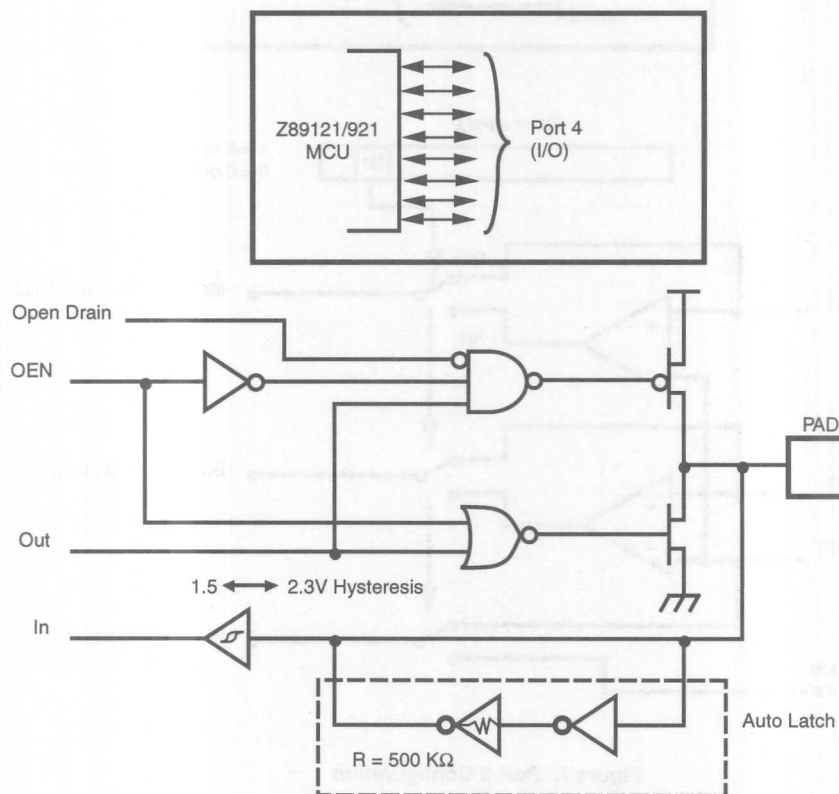 Z89121/921
MCU
Port 4
(I/O)
Open Drain
OEN
PAD
Out
1.5 2.3V Hysteresis
In
Auto Latch
R = 500 KΩ